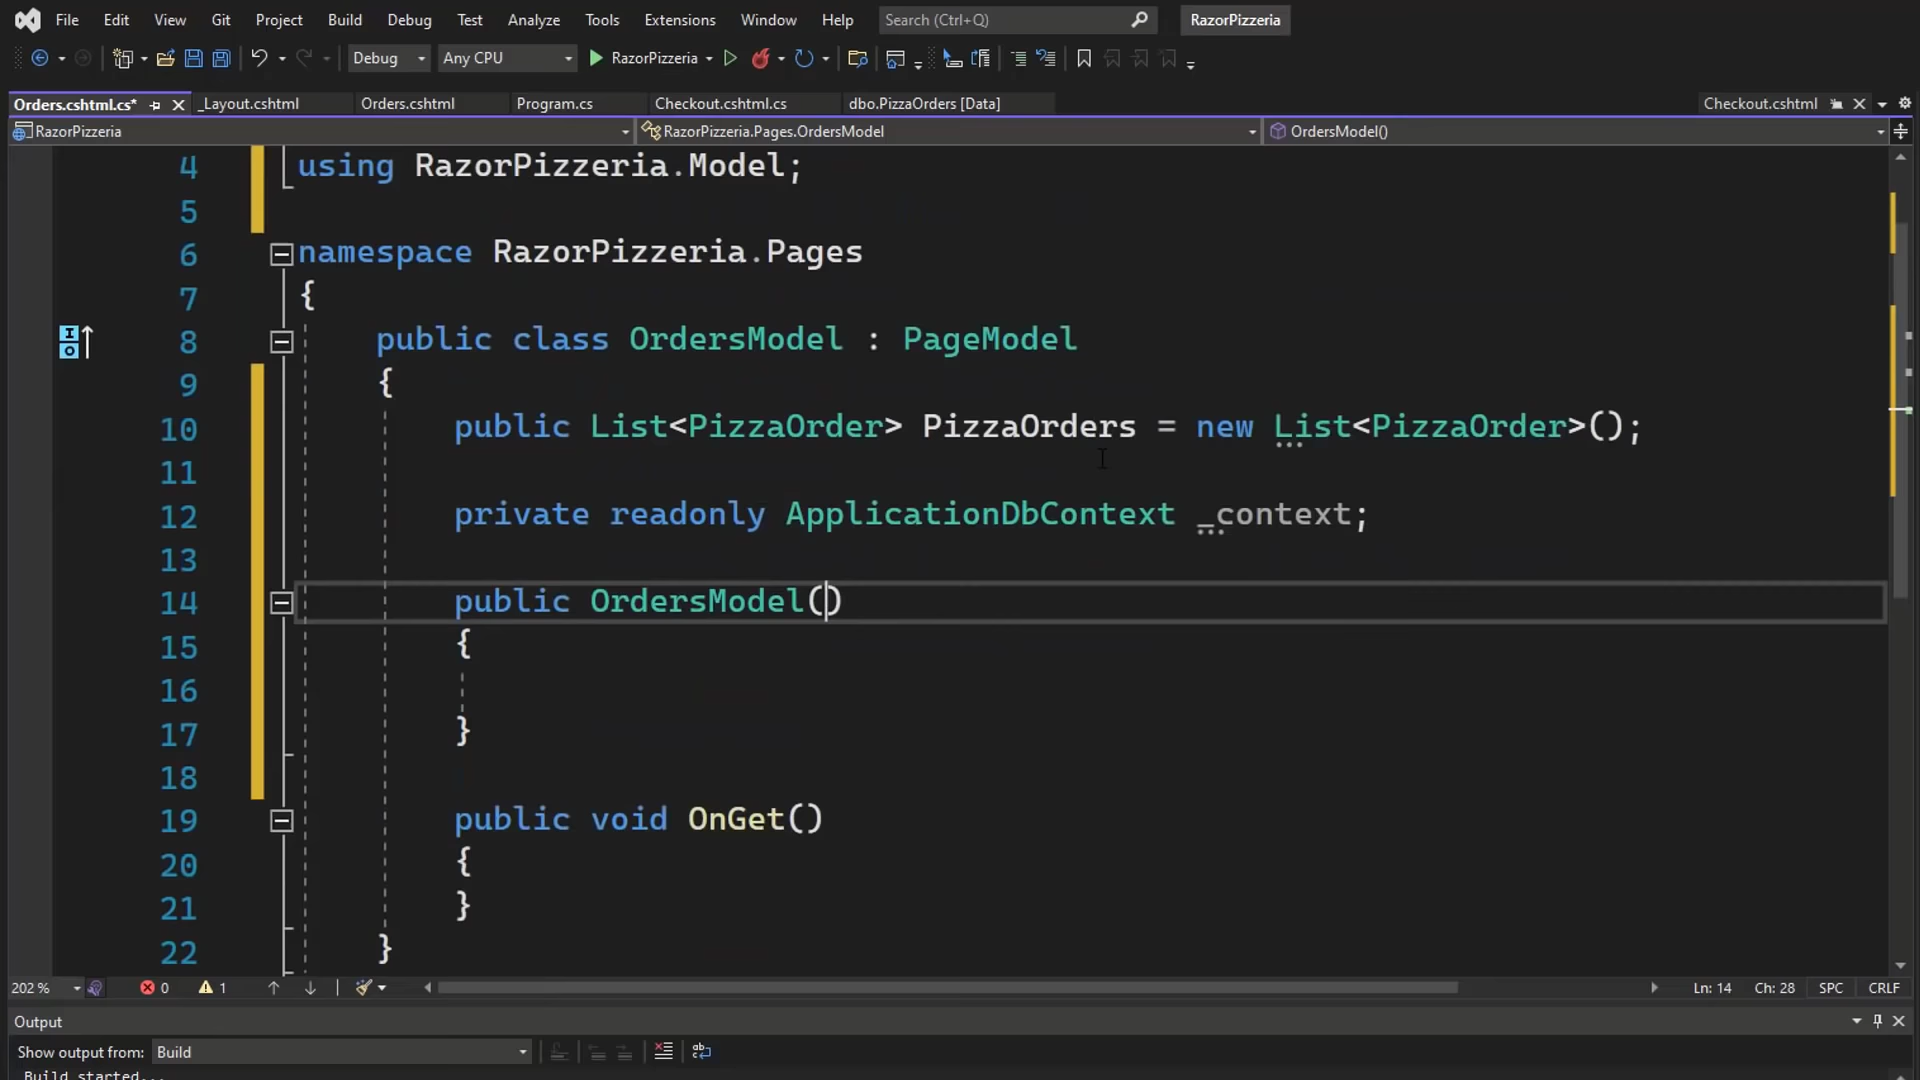 File Edit View Git Project Build Debug Test Analyze Tools Extensions Window Help Search (Ctrl+Q) RazorPizzeria
Debug Any CPU RazorPizzeria
Orders.cshtml.cs* _Layout.cshtml Orders.cshtml Program.cs Checkout.cshtml.cs dbo.PizzaOrders [Data] Checkout.cshtml
RazorPizzeria RazorPizzeria.Pages.OrdersModel OrdersModel()
4 using RazorPizzeria.Model;
5
6 namespace RazorPizzeria.Pages
7 {
8 public class OrdersModel : PageModel
9 {
10 public List<PizzaOrder> PizzaOrders = new List<PizzaOrder>();
11
12 private readonly ApplicationDbContext _context;
13
14 public OrdersModel()
15 {
16
17 }
18
19 public void OnGet()
20 {
21 }
22 }
202 % 0 1 Ln: 14 Ch: 28 SPC CRLF
Output
Show output from: Build
Build started...